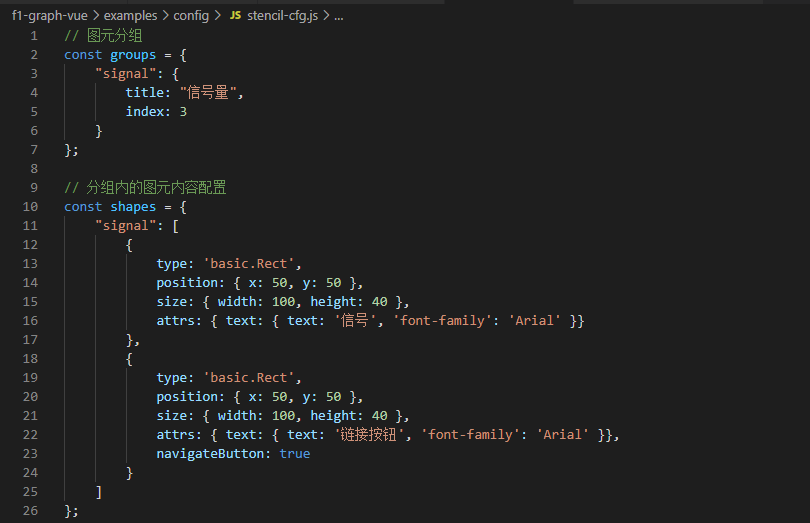 f1-graph-vue > examples > config > JS stencil-cfg.js > ...
1 // 图元分组
2 const groups = {
3     "signal": {
4         title: "信号量",
5         index: 3
6     }
7 };
8
9 // 分组内的图元内容配置
10 const shapes = {
11     "signal": [
12         {
13             type: 'basic.Rect',
14             position: { x: 50, y: 50 },
15             size: { width: 100, height: 40 },
16             attrs: { text: { text: '信号', 'font-family': 'Arial' }}
17         },
18         {
19             type: 'basic.Rect',
20             position: { x: 50, y: 50 },
21             size: { width: 100, height: 40 },
22             attrs: { text: { text: '链接按钮', 'font-family': 'Arial' }},
23             navigateButton: true
24         }
25     ]
26 };